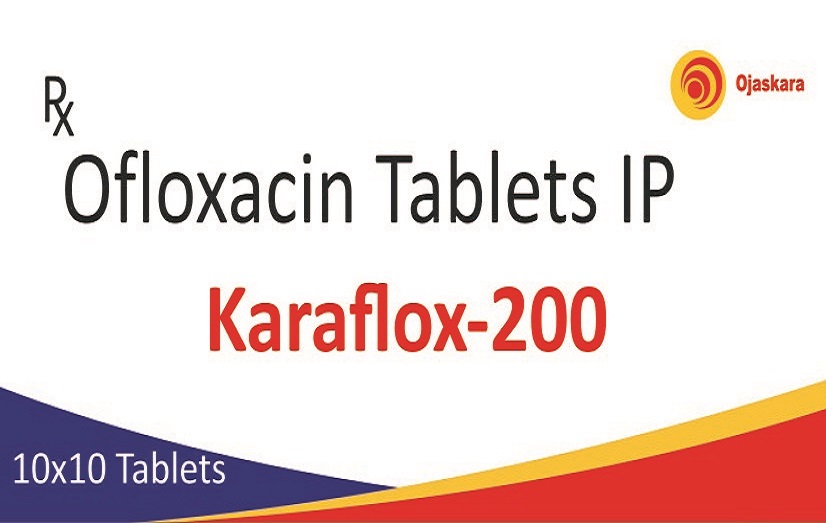 Ojaskara
Rx
Ofloxacin Tablets IP
Karaflox-200
10x10 Tablets